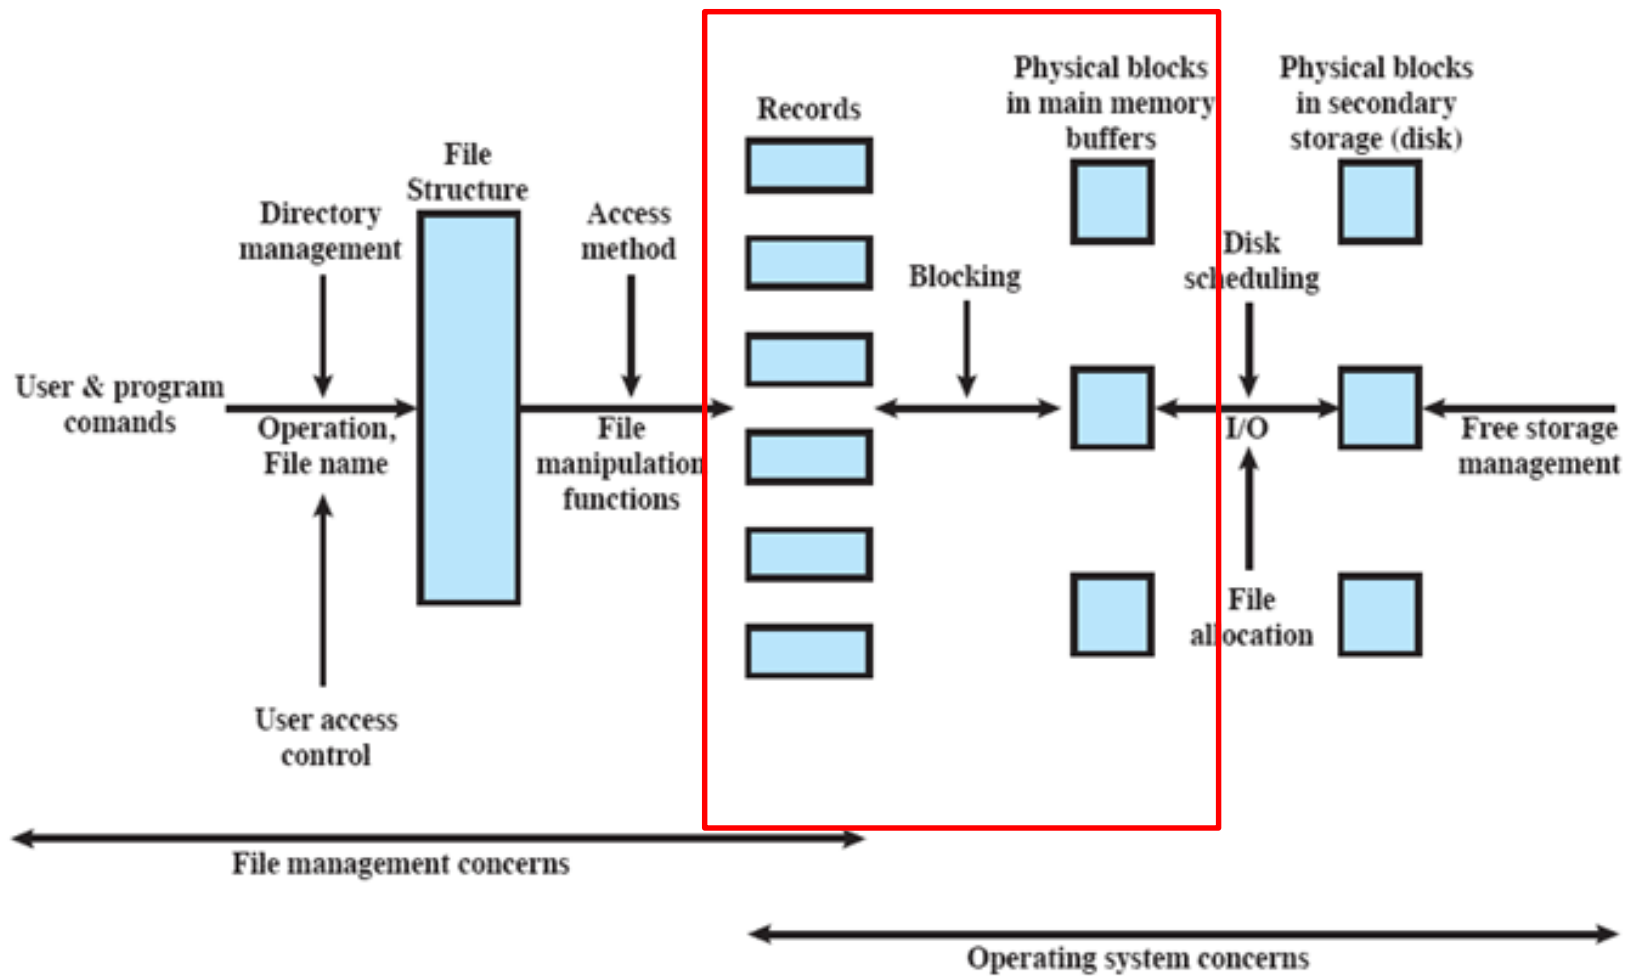 User & program
comands
Directory
management
Operation,
File name
User access
control
File
Structure
Access
method
File
manipulation
functions
Records
Blocking
Physical blocks
in main memory
buffers
Disk
scheduling
I/O
File
allocation
Physical blocks
in secondary
storage (disk)
Free storage
management
File management concerns
Operating system concerns